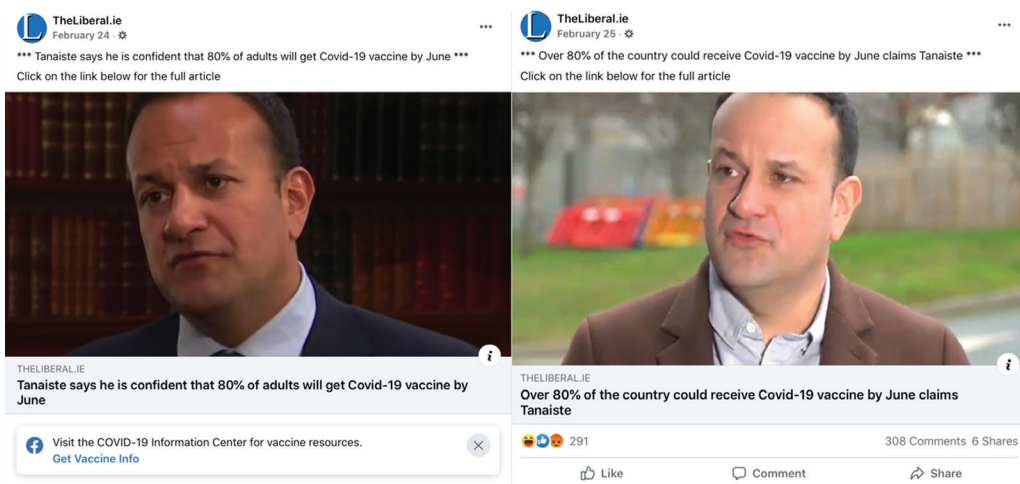 TheLiberal.ie
February 24 ·
*** Tanaiste says he is confident that 80% of adults will get Covid-19 vaccine by June ***
Click on the link below for the full article
THELIBERAL.IE
Tanaiste says he is confident that 80% of adults will get Covid-19 vaccine by
June
Visit the COVID-19 Information Center for vaccine resources.
Get Vaccine Info
TheLiberal.ie
February 25 ·
*** Over 80% of the country could receive Covid-19 vaccine by June claims Tanaiste ***
Click on the link below for the full article
THELIBERAL.IE
Over 80% of the country could receive Covid-19 vaccine by June claims
Tanaiste
291
308 Comments 6 Shares
Like
Comment
Share